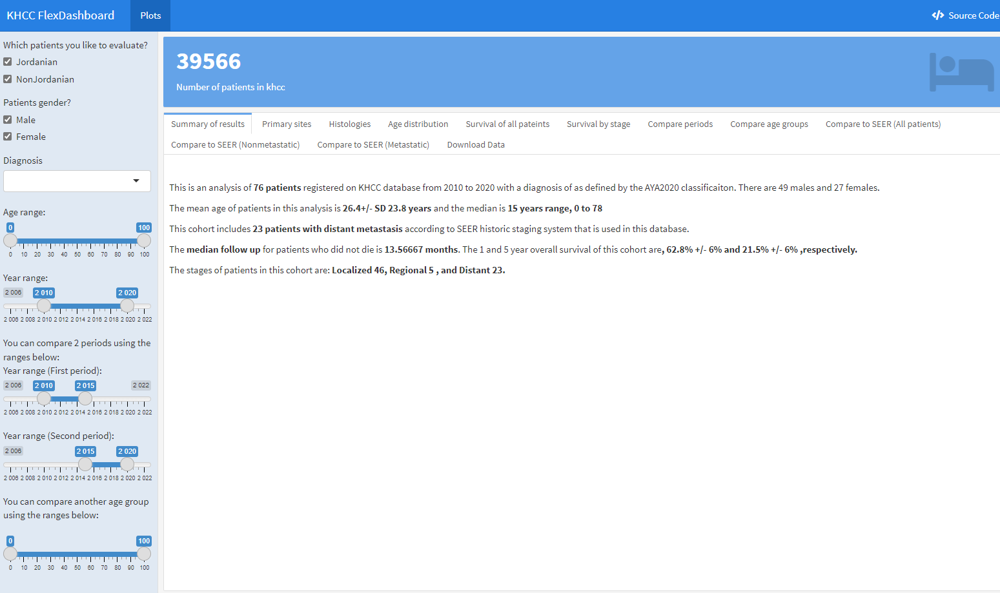 KHCC FlexDashboard
Plots
Source Code
Which patients you like to evaluate?
Jordanian
NonJordanian
Patients gender?
Male
Female
Diagnosis
Age range:
0 100
0 10 20 30 40 50 60 70 80 90 100
Year range:
2 006 2 010 2 020
2 006 2 008 2 010 2 012 2 014 2 016 2 018 2 020 2 022
You can compare 2 periods using the
ranges below:
Year range (First period):
2 006 2 010 2 015 2 022
2 006 2 008 2 010 2 012 2 014 2 016 2 018 2 020 2 022
Year range (Second period):
2 006 2 015 2 020
2 006 2 008 2 010 2 012 2 014 2 016 2 018 2 020 2 022
You can compare another age group
using the ranges below:
0 100
0 10 20 30 40 50 60 70 80 90 100
39566
Number of patients in khcc
Summary of results Primary sites Histologies Age distribution Survival of all pateints Survival by stage Compare periods Compare age groups Compare to SEER (All patients)
Compare to SEER (Nonmetastatic) Compare to SEER (Metastatic) Download Data
This is an analysis of 76 patients registered on KHCC database from 2010 to 2020 with a diagnosis of as defined by the AYA2020 classificaiton. There are 49 males and 27 females.
The mean age of patients in this analysis is 26.4+/- SD 23.8 years and the median is 15 years range, 0 to 78
This cohort includes 23 patients with distant metastasis according to SEER historic staging system that is used in this database.
The median follow up for patients who did not die is 13.56667 months. The 1 and 5 year overall survival of this cohort are, 62.8% +/- 6% and 21.5% +/- 6% ,respectively.
The stages of patients in this cohort are: Localized 46, Regional 5 , and Distant 23.